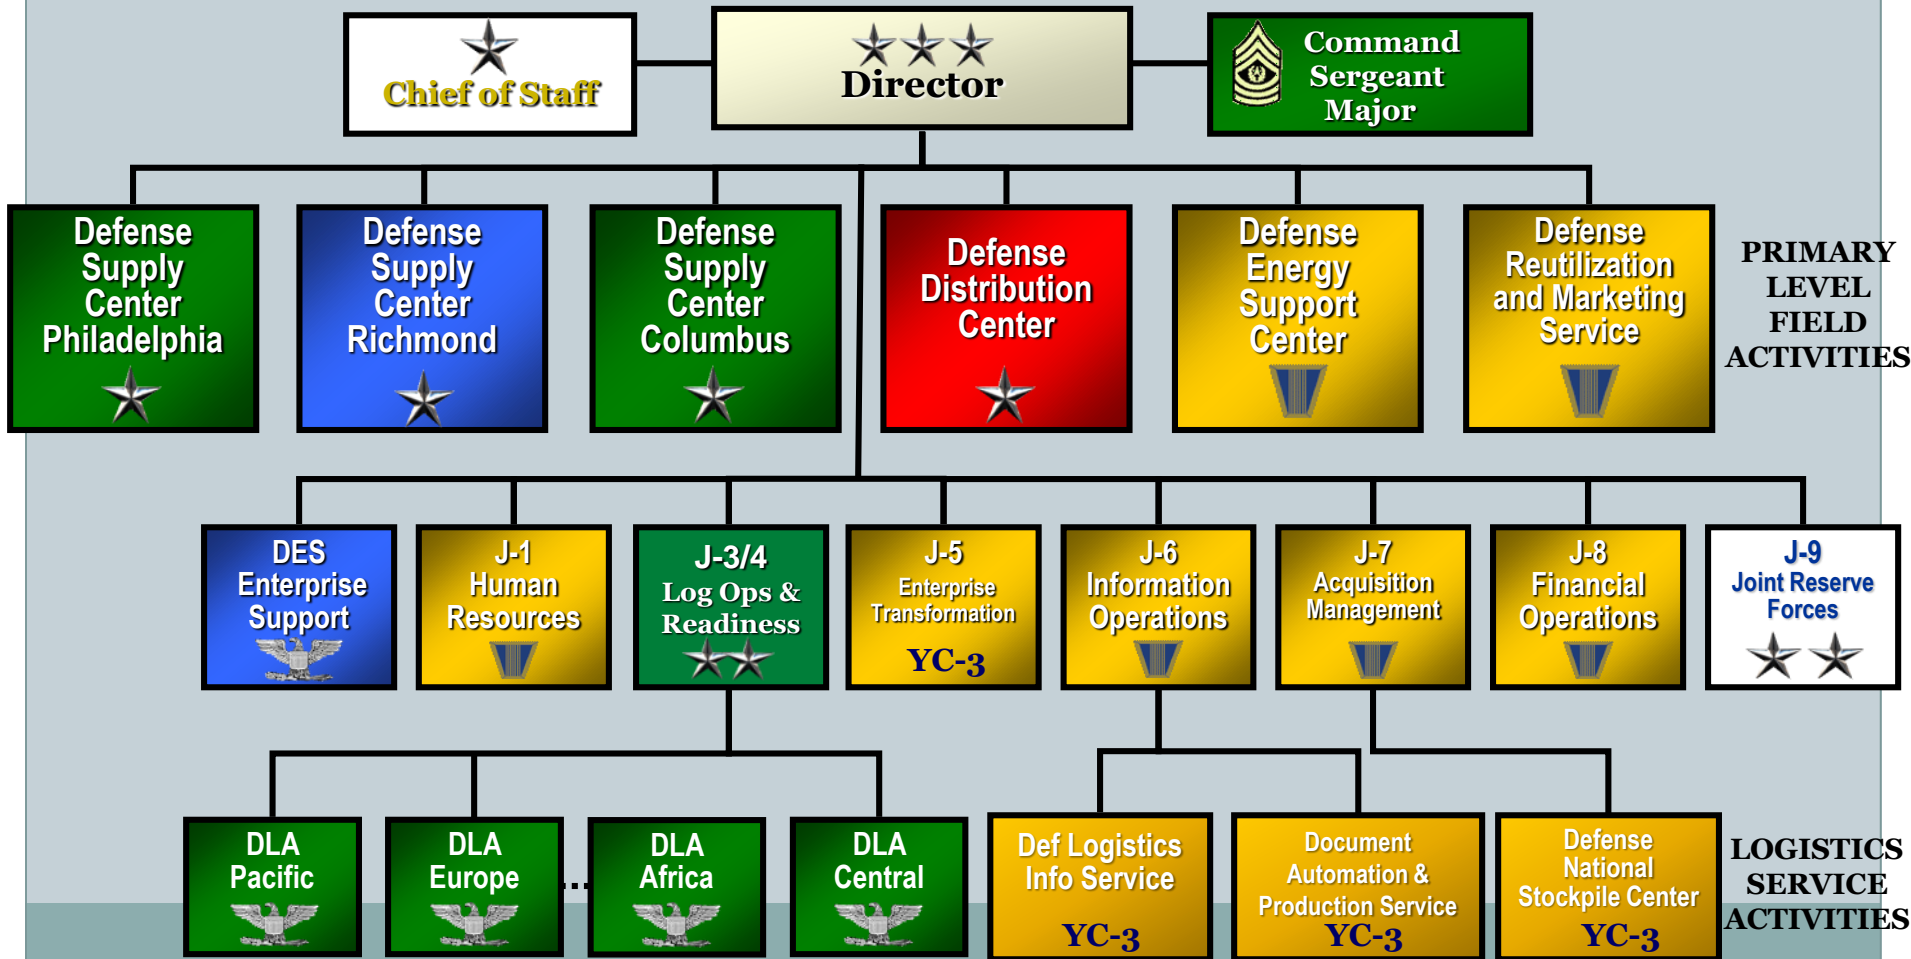 Chief of Staff
Director
Command
Sergeant
Major
Defense
Supply
Center
Philadelphia
Defense
Supply
Center
Richmond
Defense
Supply
Center
Columbus
Defense
Distribution
Center
Defense
Energy
Support
Center
Defense
Reutilization
and Marketing
Service
PRIMARY
LEVEL
FIELD
ACTIVITIES
DES
Enterprise
Support
J-1
Human
Resources
J-3/4
Log Ops &
Readiness
J-5
Enterprise
Transformation
YC-3
J-6
Information
Operations
J-7
Acquisition
Management
J-8
Financial
Operations
J-9
Joint Reserve
Forces
DLA
Pacific
DLA
Europe
DLA
Africa
DLA
Central
Def Logistics
Info Service
YC-3
Document
Automation &
Production Service
YC-3
Defense
National
Stockpile Center
YC-3
LOGISTICS
SERVICE
ACTIVITIES